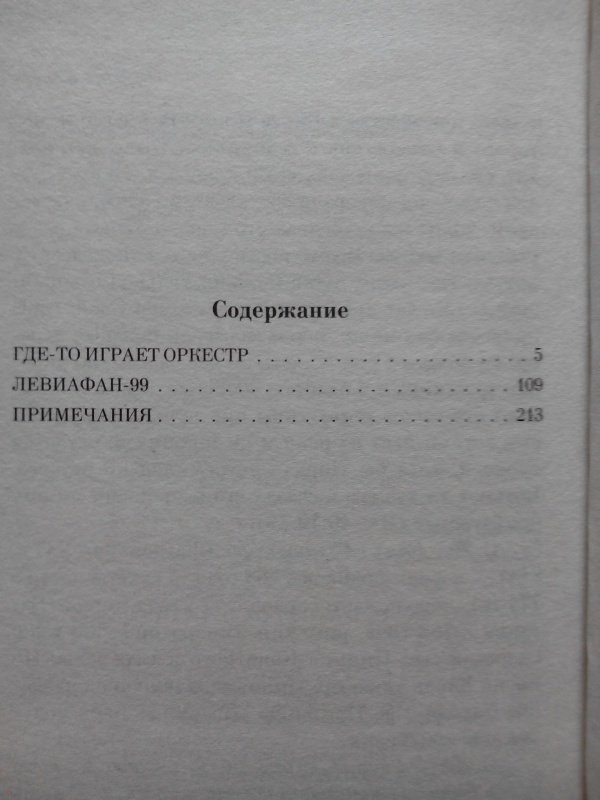 Содержание
ГДЕ-ТО ИГРАЕТ ОРКЕСТР . . . . . . . . . . . . . . . . . . . . . 5
ЛЕВИАФАН-99 . . . . . . . . . . . . . . . . . . . . . . . . . . . 109
ПРИМЕЧАНИЯ . . . . . . . . . . . . . . . . . . . . . . . . . . . 213